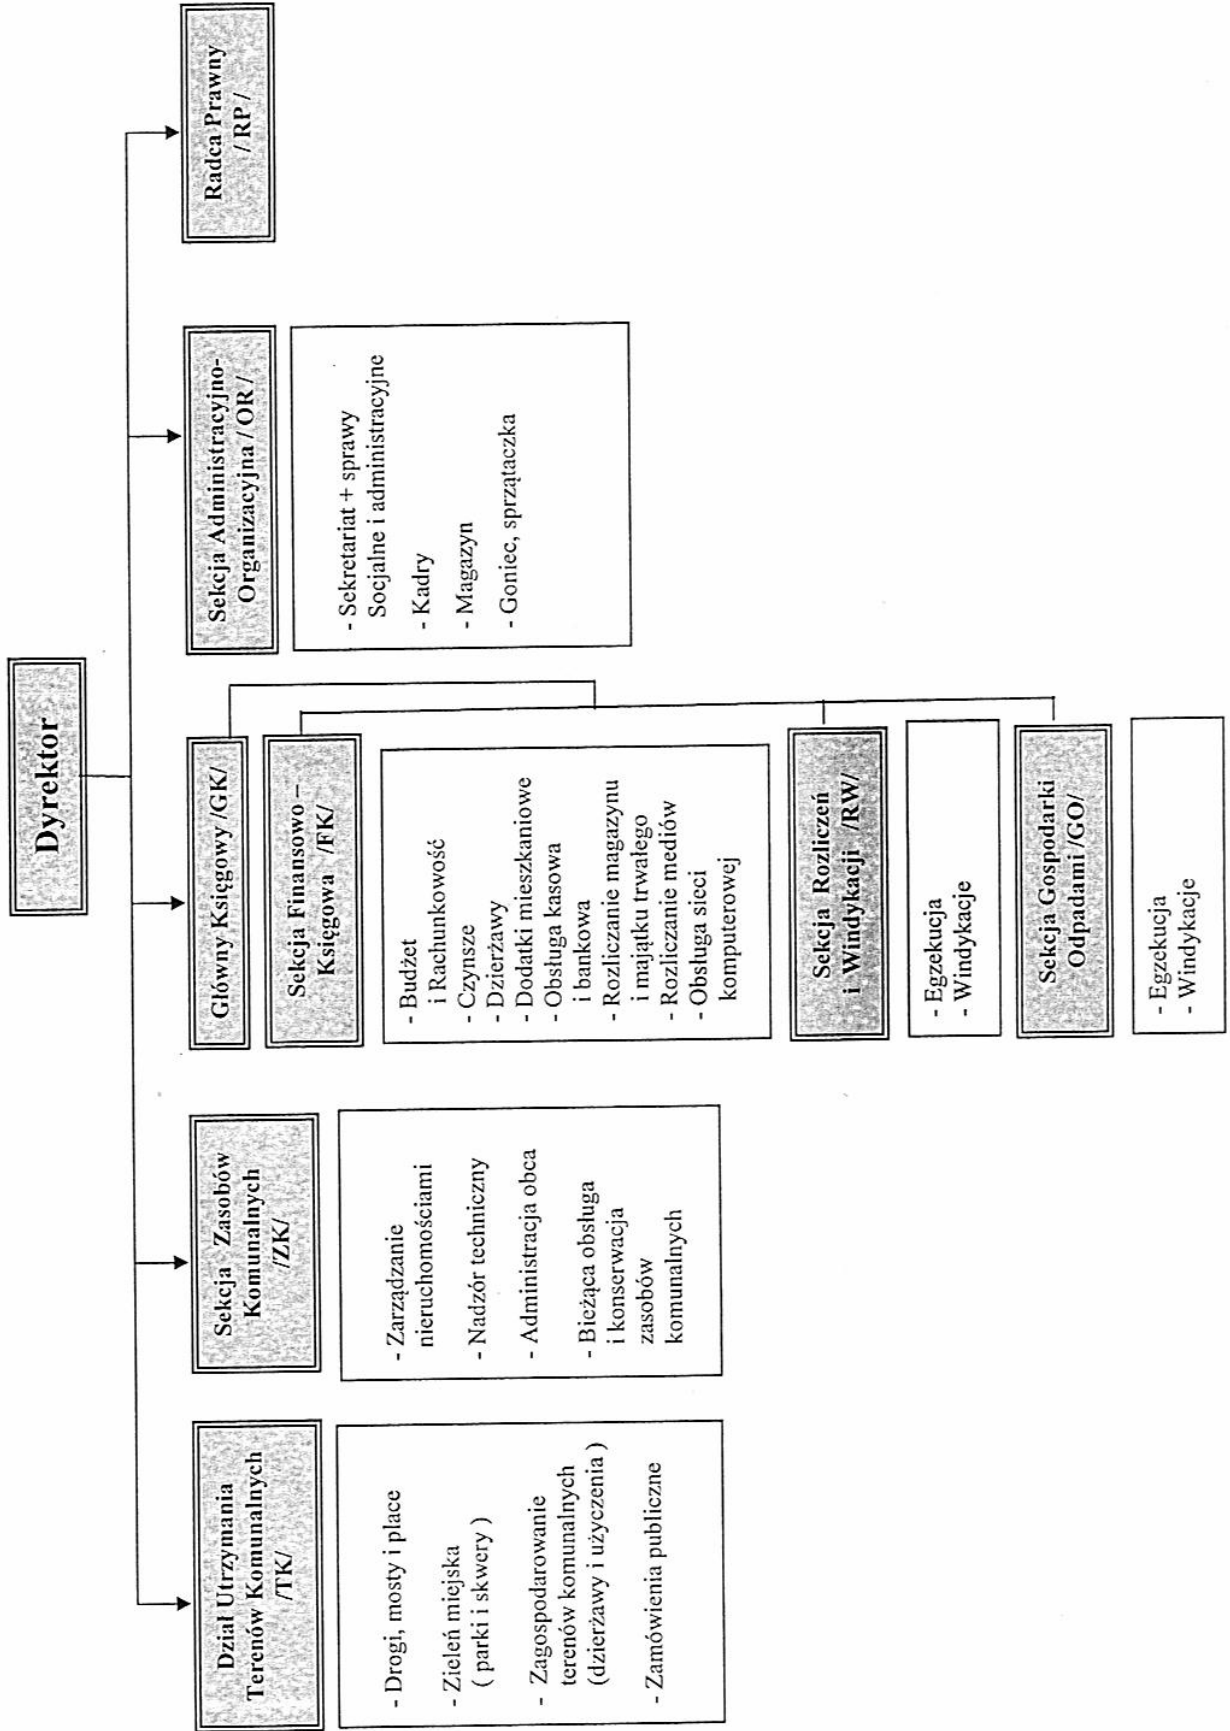 Dyrektor
Dział Utrzymania
Terenów Komunalnych
/TK/
- Drogi, mosty i place
- Zieleń miejska
( parki i skwery )
- Zagospodarowanie
terenów komunalnych
(dzierżawy i użyczenia )
- Zamówienia publiczne
Sekcja Zasobów
Komunalnych
/ZK/
- Zarządzanie
nieruchomościami
- Nadzór techniczny
- Administracja obca
- Bieżąca obsługa
i konserwacja
zasobów
komunalnych
Główny Księgowy /GK/
Sekcja Finansowo –
Księgowa /FK/
- Budżet
i Rachunkowość
- Czynsze
- Dzierżawy
- Dodatki mieszkaniowe
- Obsługa kasowa
i bankowa
- Rozliczanie magazynu
i majątku trwałego
- Rozliczanie mediów
- Obsługa sieci
komputerowej
Sekcja Rozliczeń
i Windykacji /RW/
- Egzekucja
- Windykacje
Sekcja Gospodarki
Odpadami /GO/
- Egzekucja
- Windykacje
Sekcja Administracyjno-
Organizacyjna / OR /
- Sekretariat + sprawy
Socjalne i administracyjne
- Kadry
- Magazyn
- Goniec, sprzątaczka
Radca Prawny
/ RP /